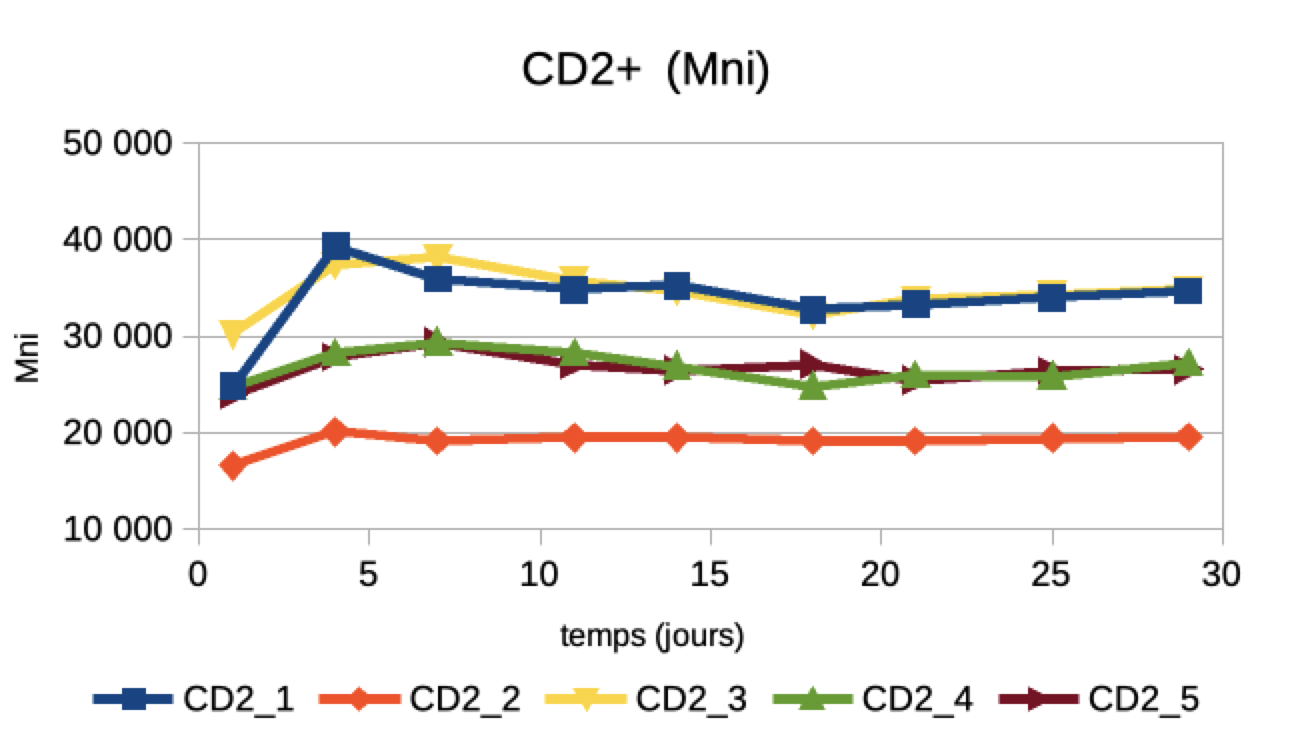 CD2+ (Mni)
50 000
40 000
30 000
20 000
10 000
Mni
0 5 10 15 20 25 30
temps (jours)
CD2_1 CD2_2 CD2_3 CD2_4 CD2_5